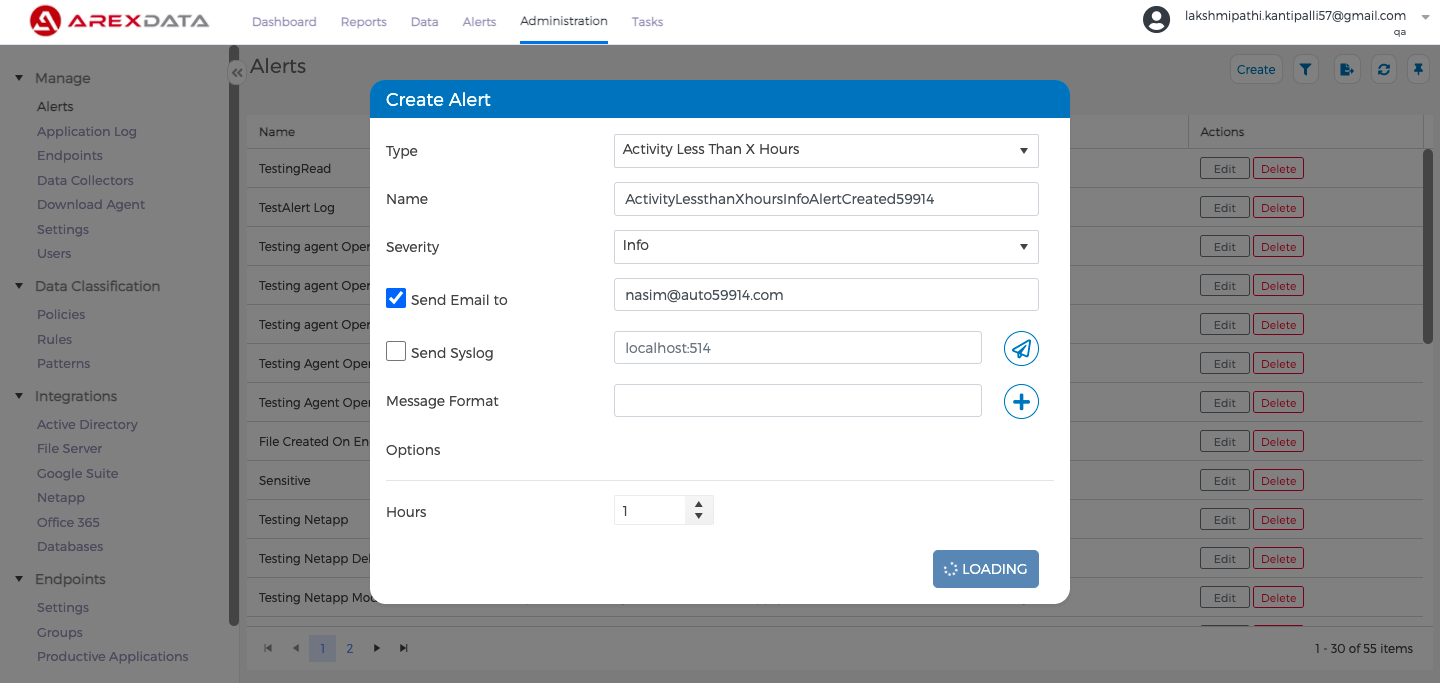 AREXDATA
Dashboard Reports Data Alerts Administration Tasks
lakshmipathi.kantipalli57@gmail.com
qa
Manage
Alerts
Application Log
Endpoints
Data Collectors
Download Agent
Settings
Users
Data Classification
Policies
Rules
Patterns
Integrations
Active Directory
File Server
Google Suite
Netapp
Office 365
Databases
Endpoints
Settings
Groups
Productive Applications
Alerts
Create
Name Actions
TestingRead Edit Delete
TestAlert Log Edit Delete
Testing agent Oper Edit Delete
Testing agent Oper Edit Delete
Testing agent Oper Edit Delete
Testing Agent Oper Edit Delete
Testing Agent Oper Edit Delete
File Created On En Edit Delete
Sensitive Edit Delete
Testing Netapp Edit Delete
Testing Netapp De Edit Delete
Testing Netapp Mo Edit Delete
1 2
1 - 30 of 55 items
Create Alert
Type Activity Less Than X Hours
Name ActivityLessthanXhoursInfoAlertCreated59914
Severity Info
Send Email to nasim@auto59914.com
Send Syslog localhost:514
Message Format
Options
Hours 1
LOADING